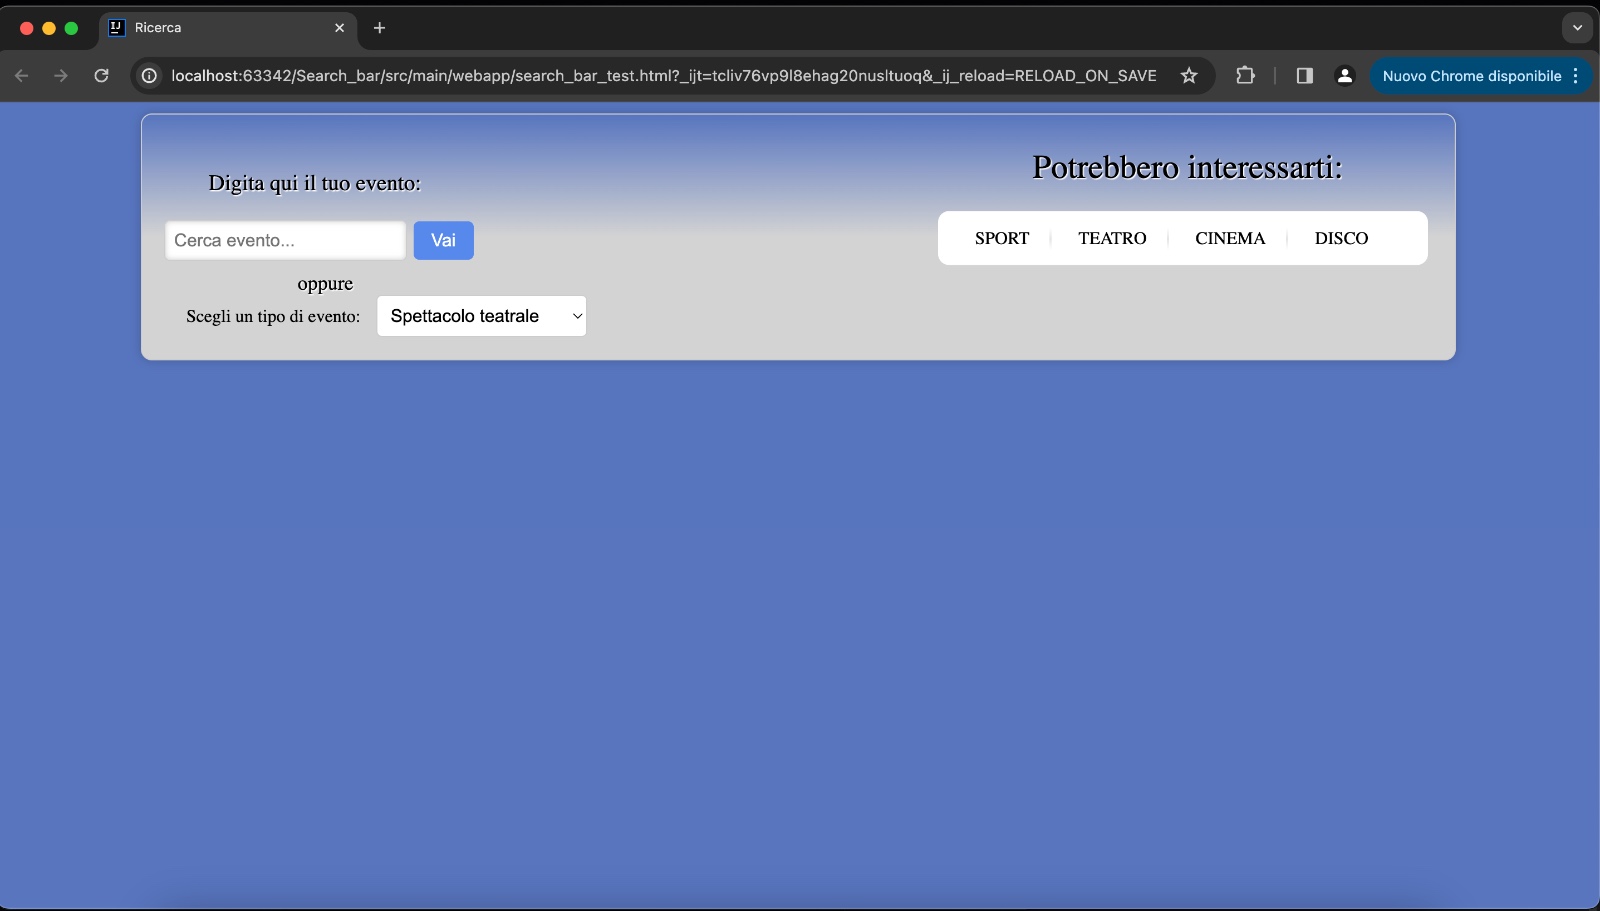 Ricerca
localhost:63342/Search_bar/src/main/webapp/search_bar_test.html?_ijt=tcliv76vp9l8ehag20nusltuoq&_ij_reload=RELOAD_ON_SAVE
Nuovo Chrome disponibile
Digita qui il tuo evento:
Cerca evento...
Vai
oppure
Scegli un tipo di evento:
Spettacolo teatrale
Potrebbero interessarti:
SPORT
TEATRO
CINEMA
DISCO